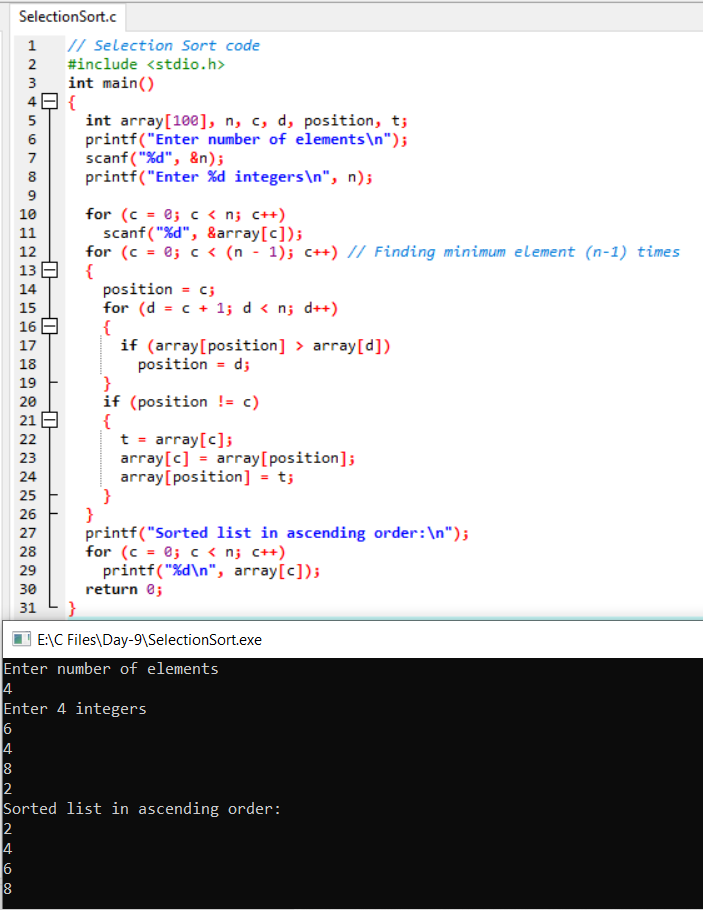 SelectionSort.c
1 // Selection Sort code
2 #include <stdio.h>
3 int main()
4 {
5 int array[100], n, c, d, position, t;
6 printf("Enter number of elements\n");
7 scanf("%d", &n);
8 printf("Enter %d integers\n", n);
9
10 for (c = 0; c < n; c++)
11 scanf("%d", &array[c]);
12 for (c = 0; c < (n - 1); c++) // Finding minimum element (n-1) times
13 {
14 position = c;
15 for (d = c + 1; d < n; d++)
16 {
17 if (array[position] > array[d])
18 position = d;
19 }
20 if (position != c)
21 {
22 t = array[c];
23 array[c] = array[position];
24 array[position] = t;
25 }
26 }
27 printf("Sorted list in ascending order:\n");
28 for (c = 0; c < n; c++)
29 printf("%d\n", array[c]);
30 return 0;
31 }
E:\C Files\Day-9\SelectionSort.exe
Enter number of elements
4
Enter 4 integers
6
4
8
2
Sorted list in ascending order:
2
4
6
8